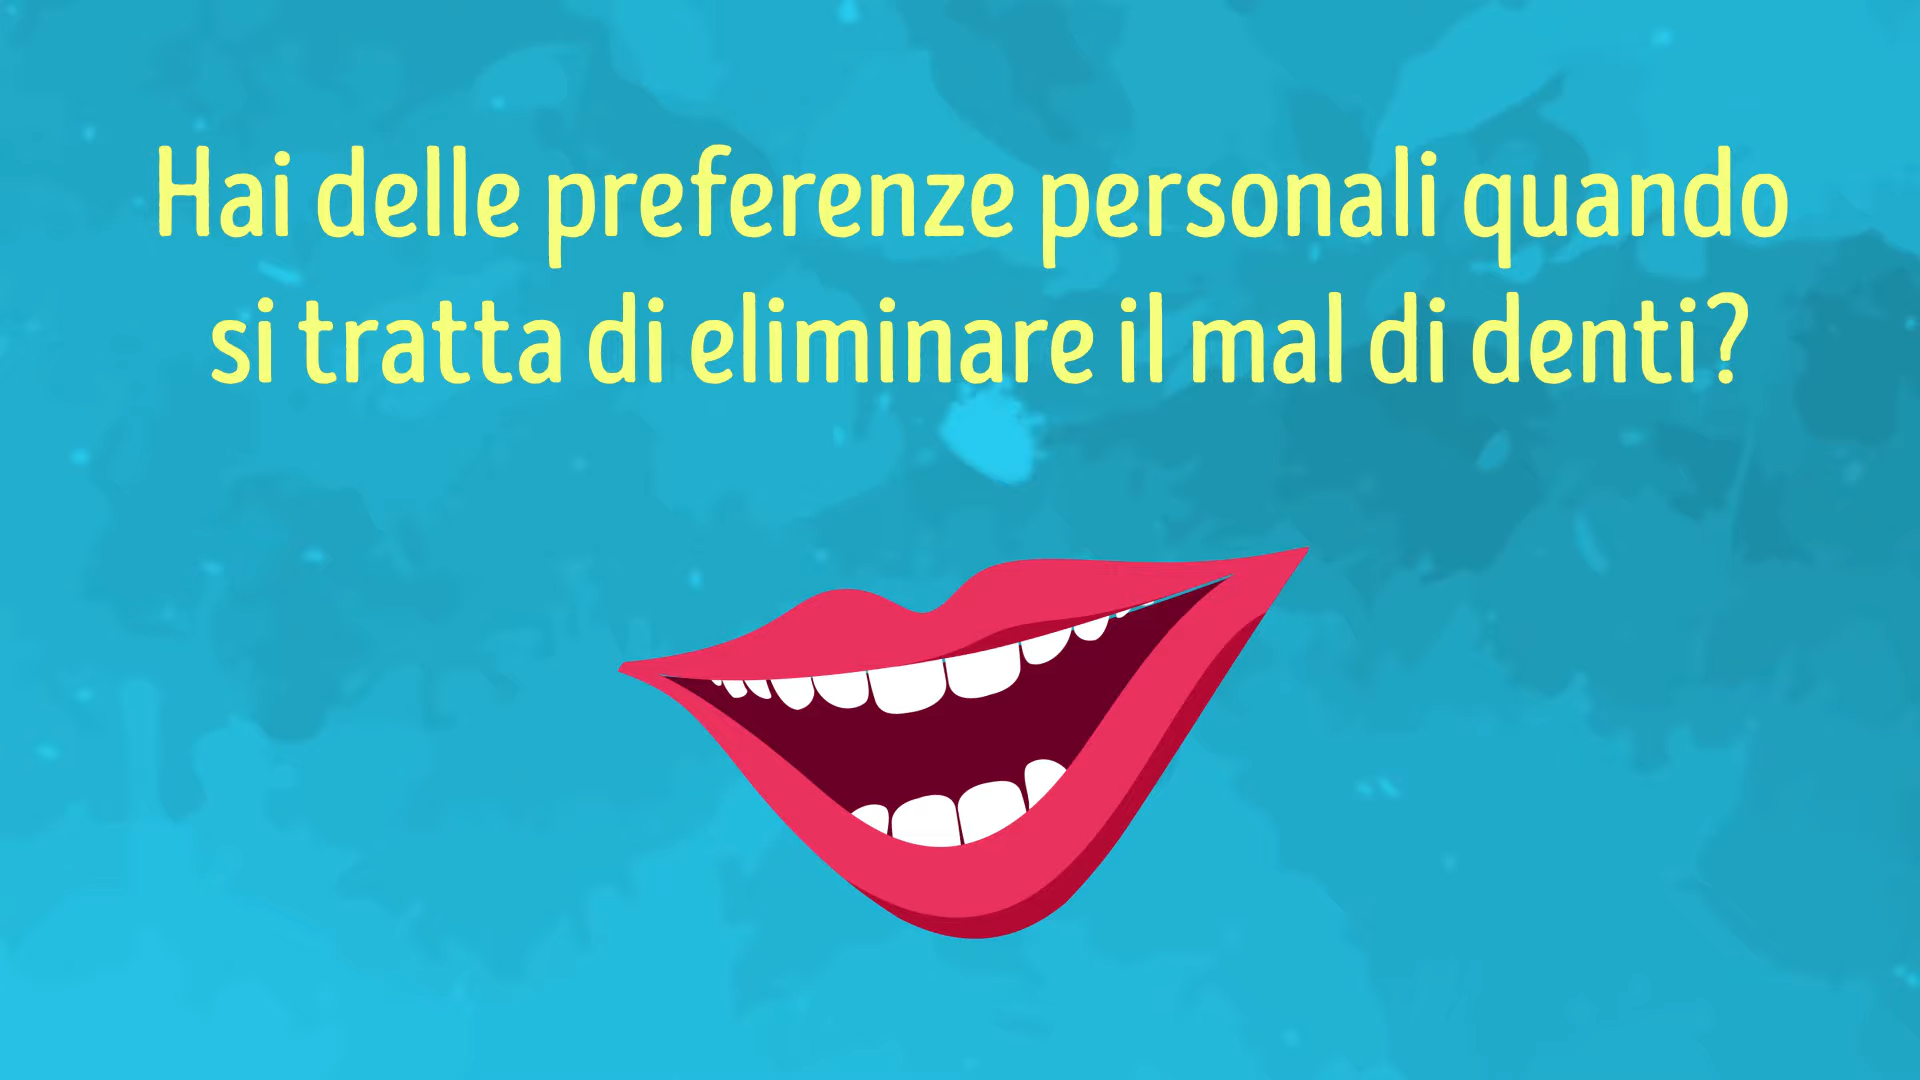 Hai delle preferenze personali quando
si tratta di eliminare il mal di denti?